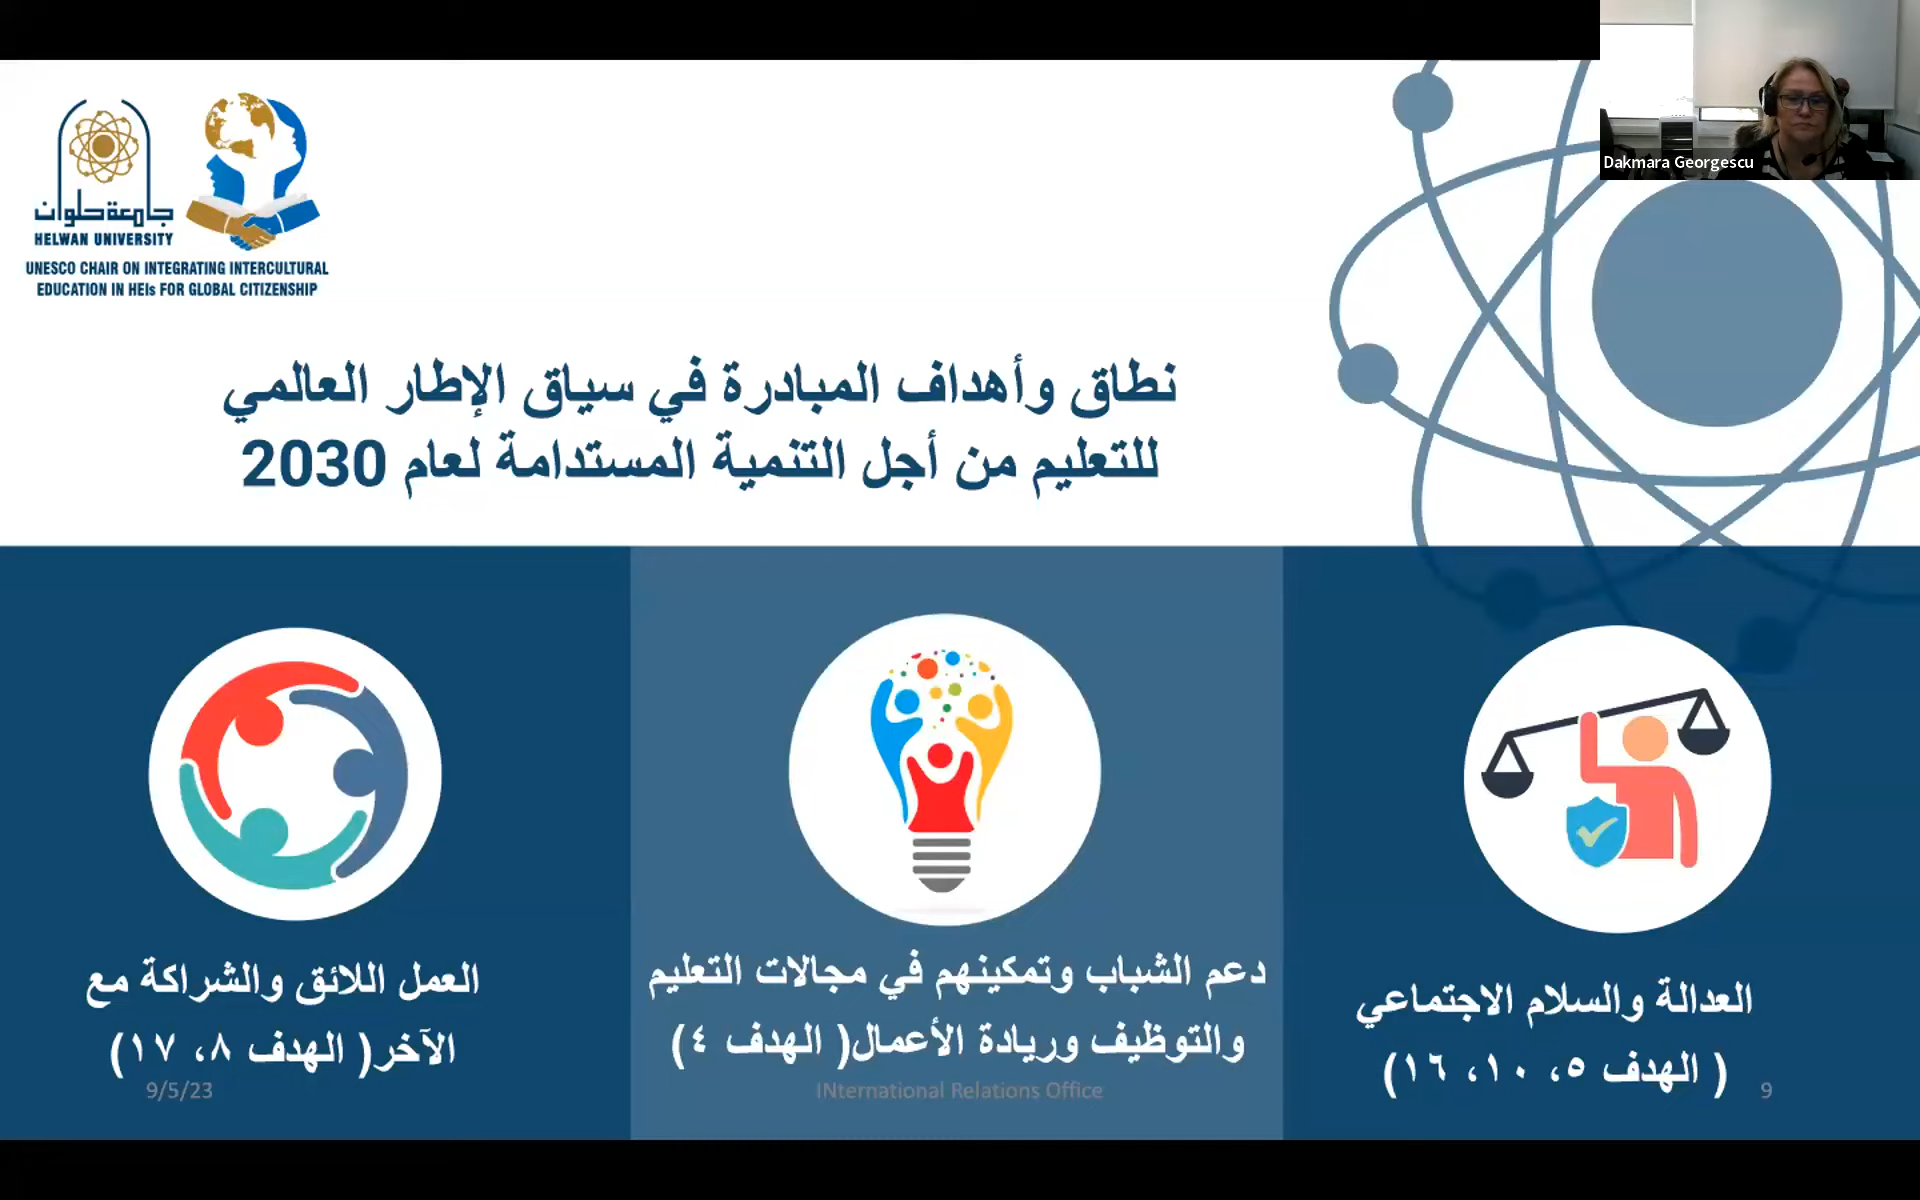 Dakmara Georgescu
جامعة حلوان
HELWAN UNIVERSITY
UNESCO CHAIR ON INTEGRATING INTERCULTURAL
EDUCATION IN HEIs FOR GLOBAL CITIZENSHIP
نطاق وأهداف المبادرة في سياق الإطار العالمي
للتعليم من أجل التنمية المستدامة لعام 2030
العدالة والسلام الاجتماعي
( الهدف ٥، ١٠، ١٦)
دعم الشباب وتمكينهم في مجالات التعليم
والتوظيف وريادة الأعمال( الهدف ٤)
العمل اللائق والشراكة مع
الآخر( الهدف ٨، ١٧)
9/5/23
INternational Relations Office
9